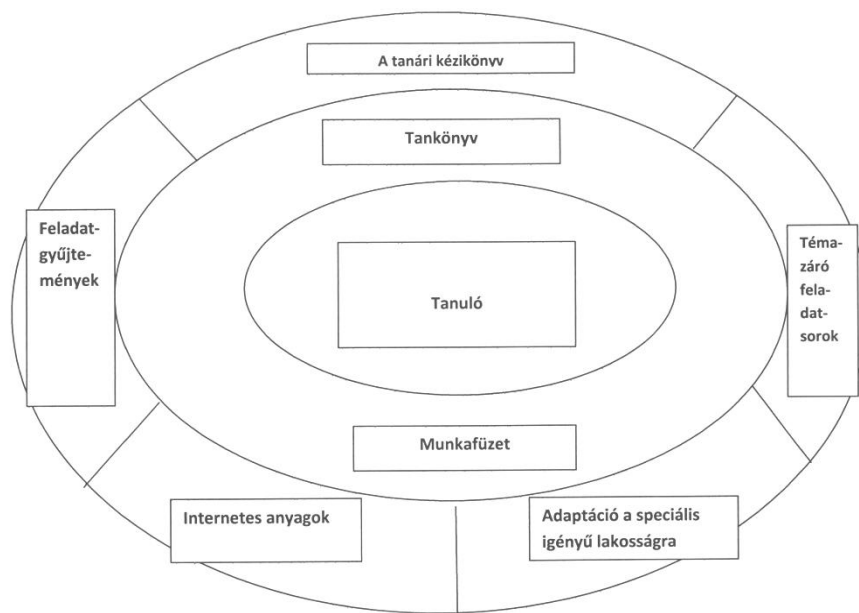 A tanári kézikönyv
Tankönyv
Feladat-
gyűjte-
mények
Tanuló
Téma-
záró
fela-
dat-
sorok
Munkafüzet
Internetes anyagok
Adaptáció a speciális
igényű lakosságra